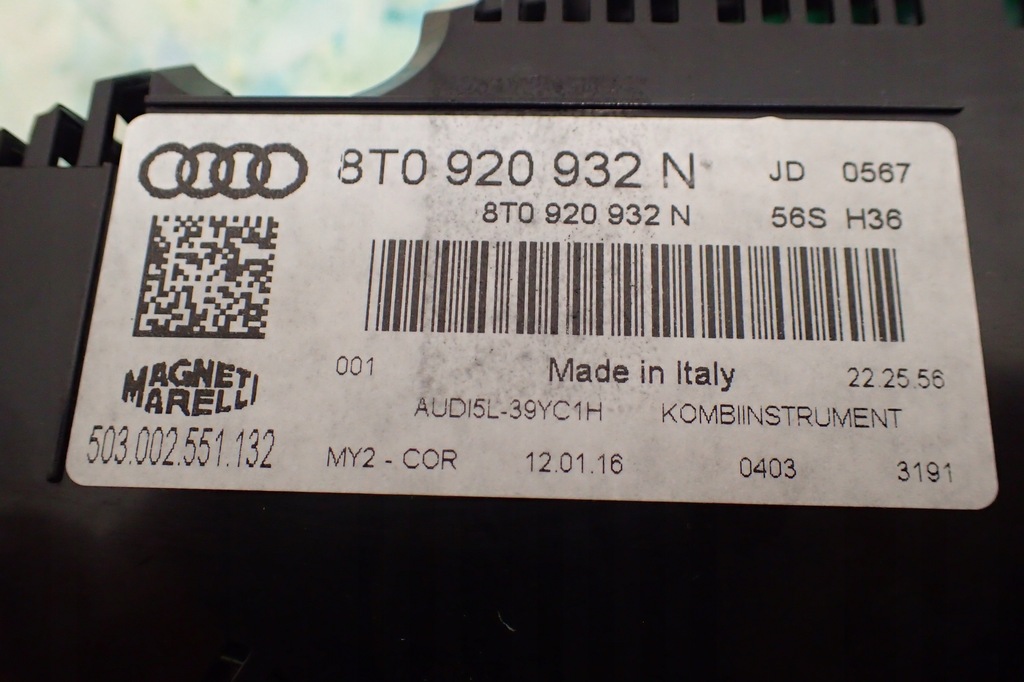 8T0 920 932 N JD 0567
8T0 920 932 N 56S H36
001 Made in Italy 22.25.56
MAGNETI MARELLI
AUDI5L-39YC1H KOMBIINSTRUMENT
503.002.551.132 MY2 - COR 12.01.16 0403 3191